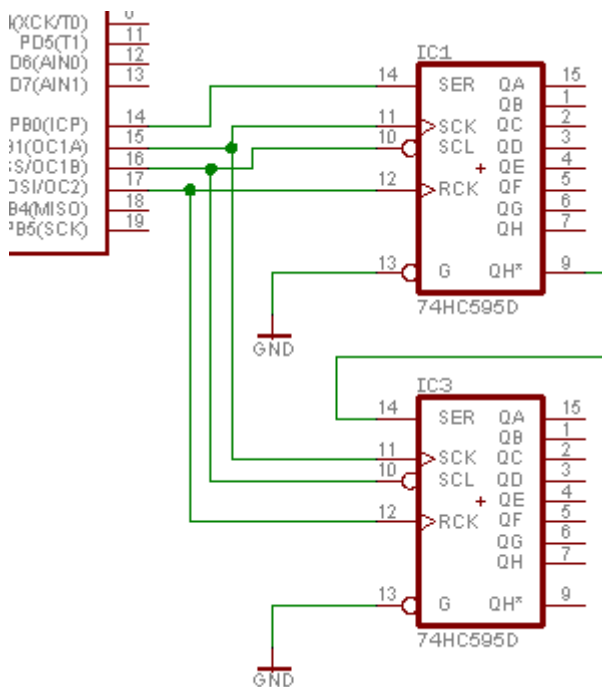 (XCK/T0) 6
PD5(T1) 11
D6(AIN0) 12
D7(AIN1) 13
PB0(ICP) 14
B1(OC1A) 15
SS/OC1B) 16
OSI/OC2) 17
B4(MISO) 18
PB5(SCK) 19
IC1
14 SER QA 15
QB 1
11 SCK QC 2
10 SCL QD 3
QE 4
12 RCK QF 5
QG 6
QH 7
13 G QH* 9
74HC595D
GND
IC3
14 SER QA 15
QB 1
11 SCK QC 2
10 SCL QD 3
QE 4
12 RCK QF 5
QG 6
QH 7
13 G QH* 9
74HC595D
GND